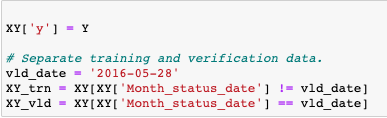 XY['y'] = Y
# Separate training and verification data.
vld_date = '2016-05-28'
XY_trn = XY[XY['Month_status_date'] != vld_date]
XY_vld = XY[XY['Month_status_date'] == vld_date]